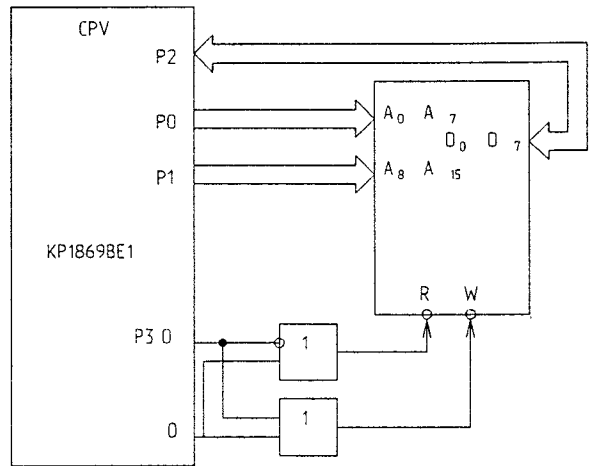 CPV
P2
P0
P1
A0 A7
D0 D7
A8 A15
KP1869BE1
R W
P3 0
1
0
1